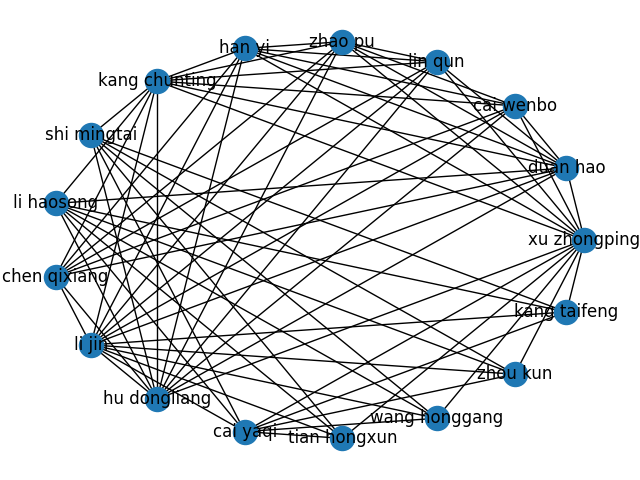 zhao pu
han yi
lin qun
kang chunting
cai wenbo
shi mingtai
duan hao
li haosong
xu zhongping
chen qixiang
kang taifeng
li jin
zhou kun
hu dongliang
wang honggang
cai yaqi
tian hongxun